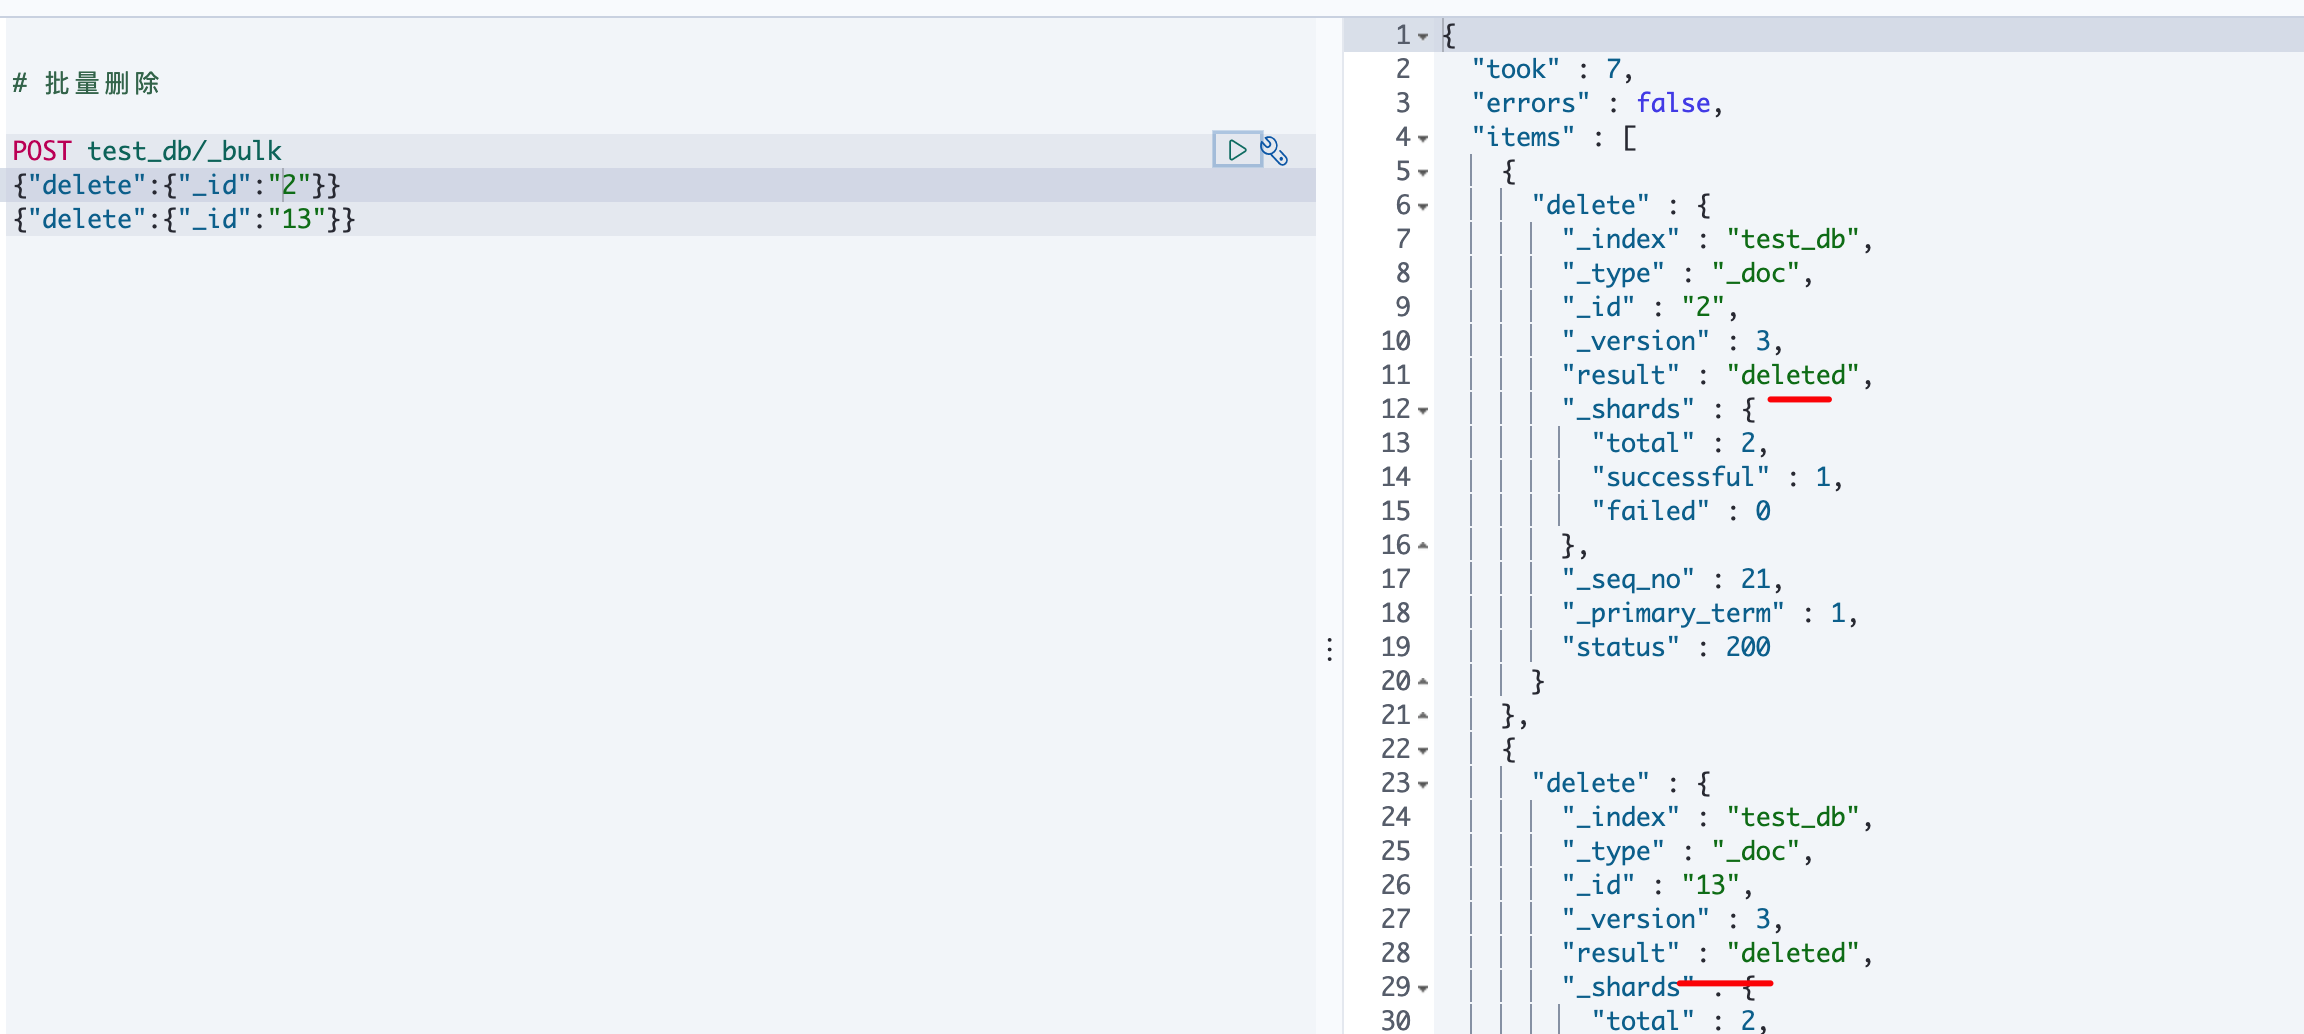 # 批量删除
POST test_db/_bulk
{"delete":{"_id":"2"}}
{"delete":{"_id":"13"}}
1 {
2 "took" : 7,
3 "errors" : false,
4 "items" : [
5 {
6 "delete" : {
7 "_index" : "test_db",
8 "_type" : "_doc",
9 "_id" : "2",
10 "_version" : 3,
11 "result" : "deleted",
12 "_shards" : {
13 "total" : 2,
14 "successful" : 1,
15 "failed" : 0
16 },
17 "_seq_no" : 21,
18 "_primary_term" : 1,
19 "status" : 200
20 }
21 },
22 {
23 "delete" : {
24 "_index" : "test_db",
25 "_type" : "_doc",
26 "_id" : "13",
27 "_version" : 3,
28 "result" : "deleted",
29 "_shards" : {
30 "total" : 2,